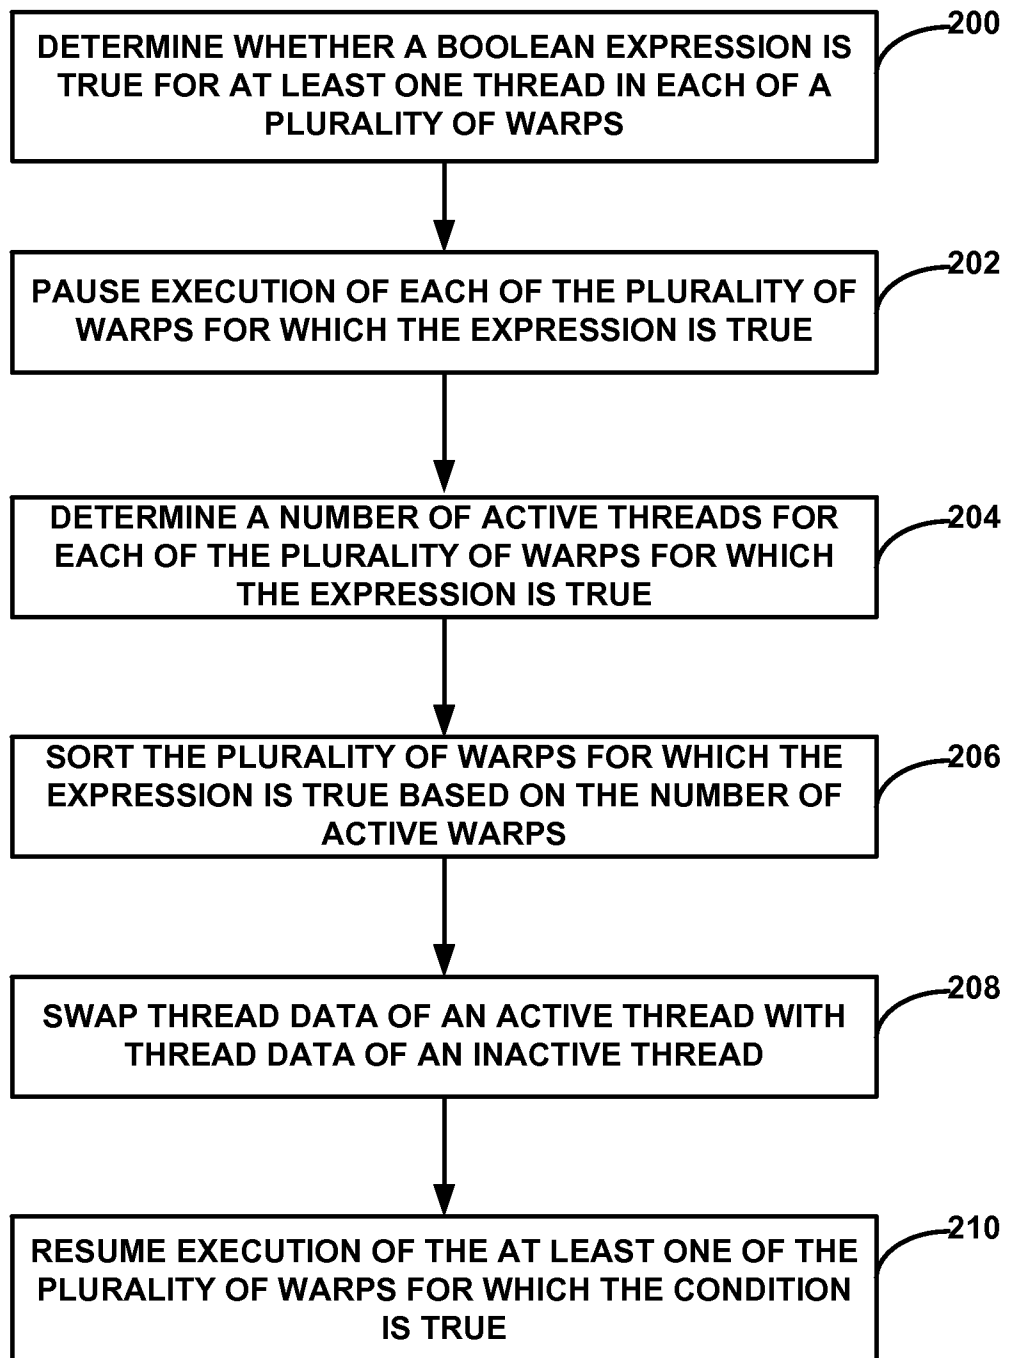 200
DETERMINE WHETHER A BOOLEAN EXPRESSION IS
TRUE FOR AT LEAST ONE THREAD IN EACH OF A
PLURALITY OF WARPS
202
PAUSE EXECUTION OF EACH OF THE PLURALITY OF
WARPS FOR WHICH THE EXPRESSION IS TRUE
204
DETERMINE A NUMBER OF ACTIVE THREADS FOR
EACH OF THE PLURALITY OF WARPS FOR WHICH
THE EXPRESSION IS TRUE
206
SORT THE PLURALITY OF WARPS FOR WHICH THE
EXPRESSION IS TRUE BASED ON THE NUMBER OF
ACTIVE WARPS
208
SWAP THREAD DATA OF AN ACTIVE THREAD WITH
THREAD DATA OF AN INACTIVE THREAD
210
RESUME EXECUTION OF THE AT LEAST ONE OF THE
PLURALITY OF WARPS FOR WHICH THE CONDITION
IS TRUE